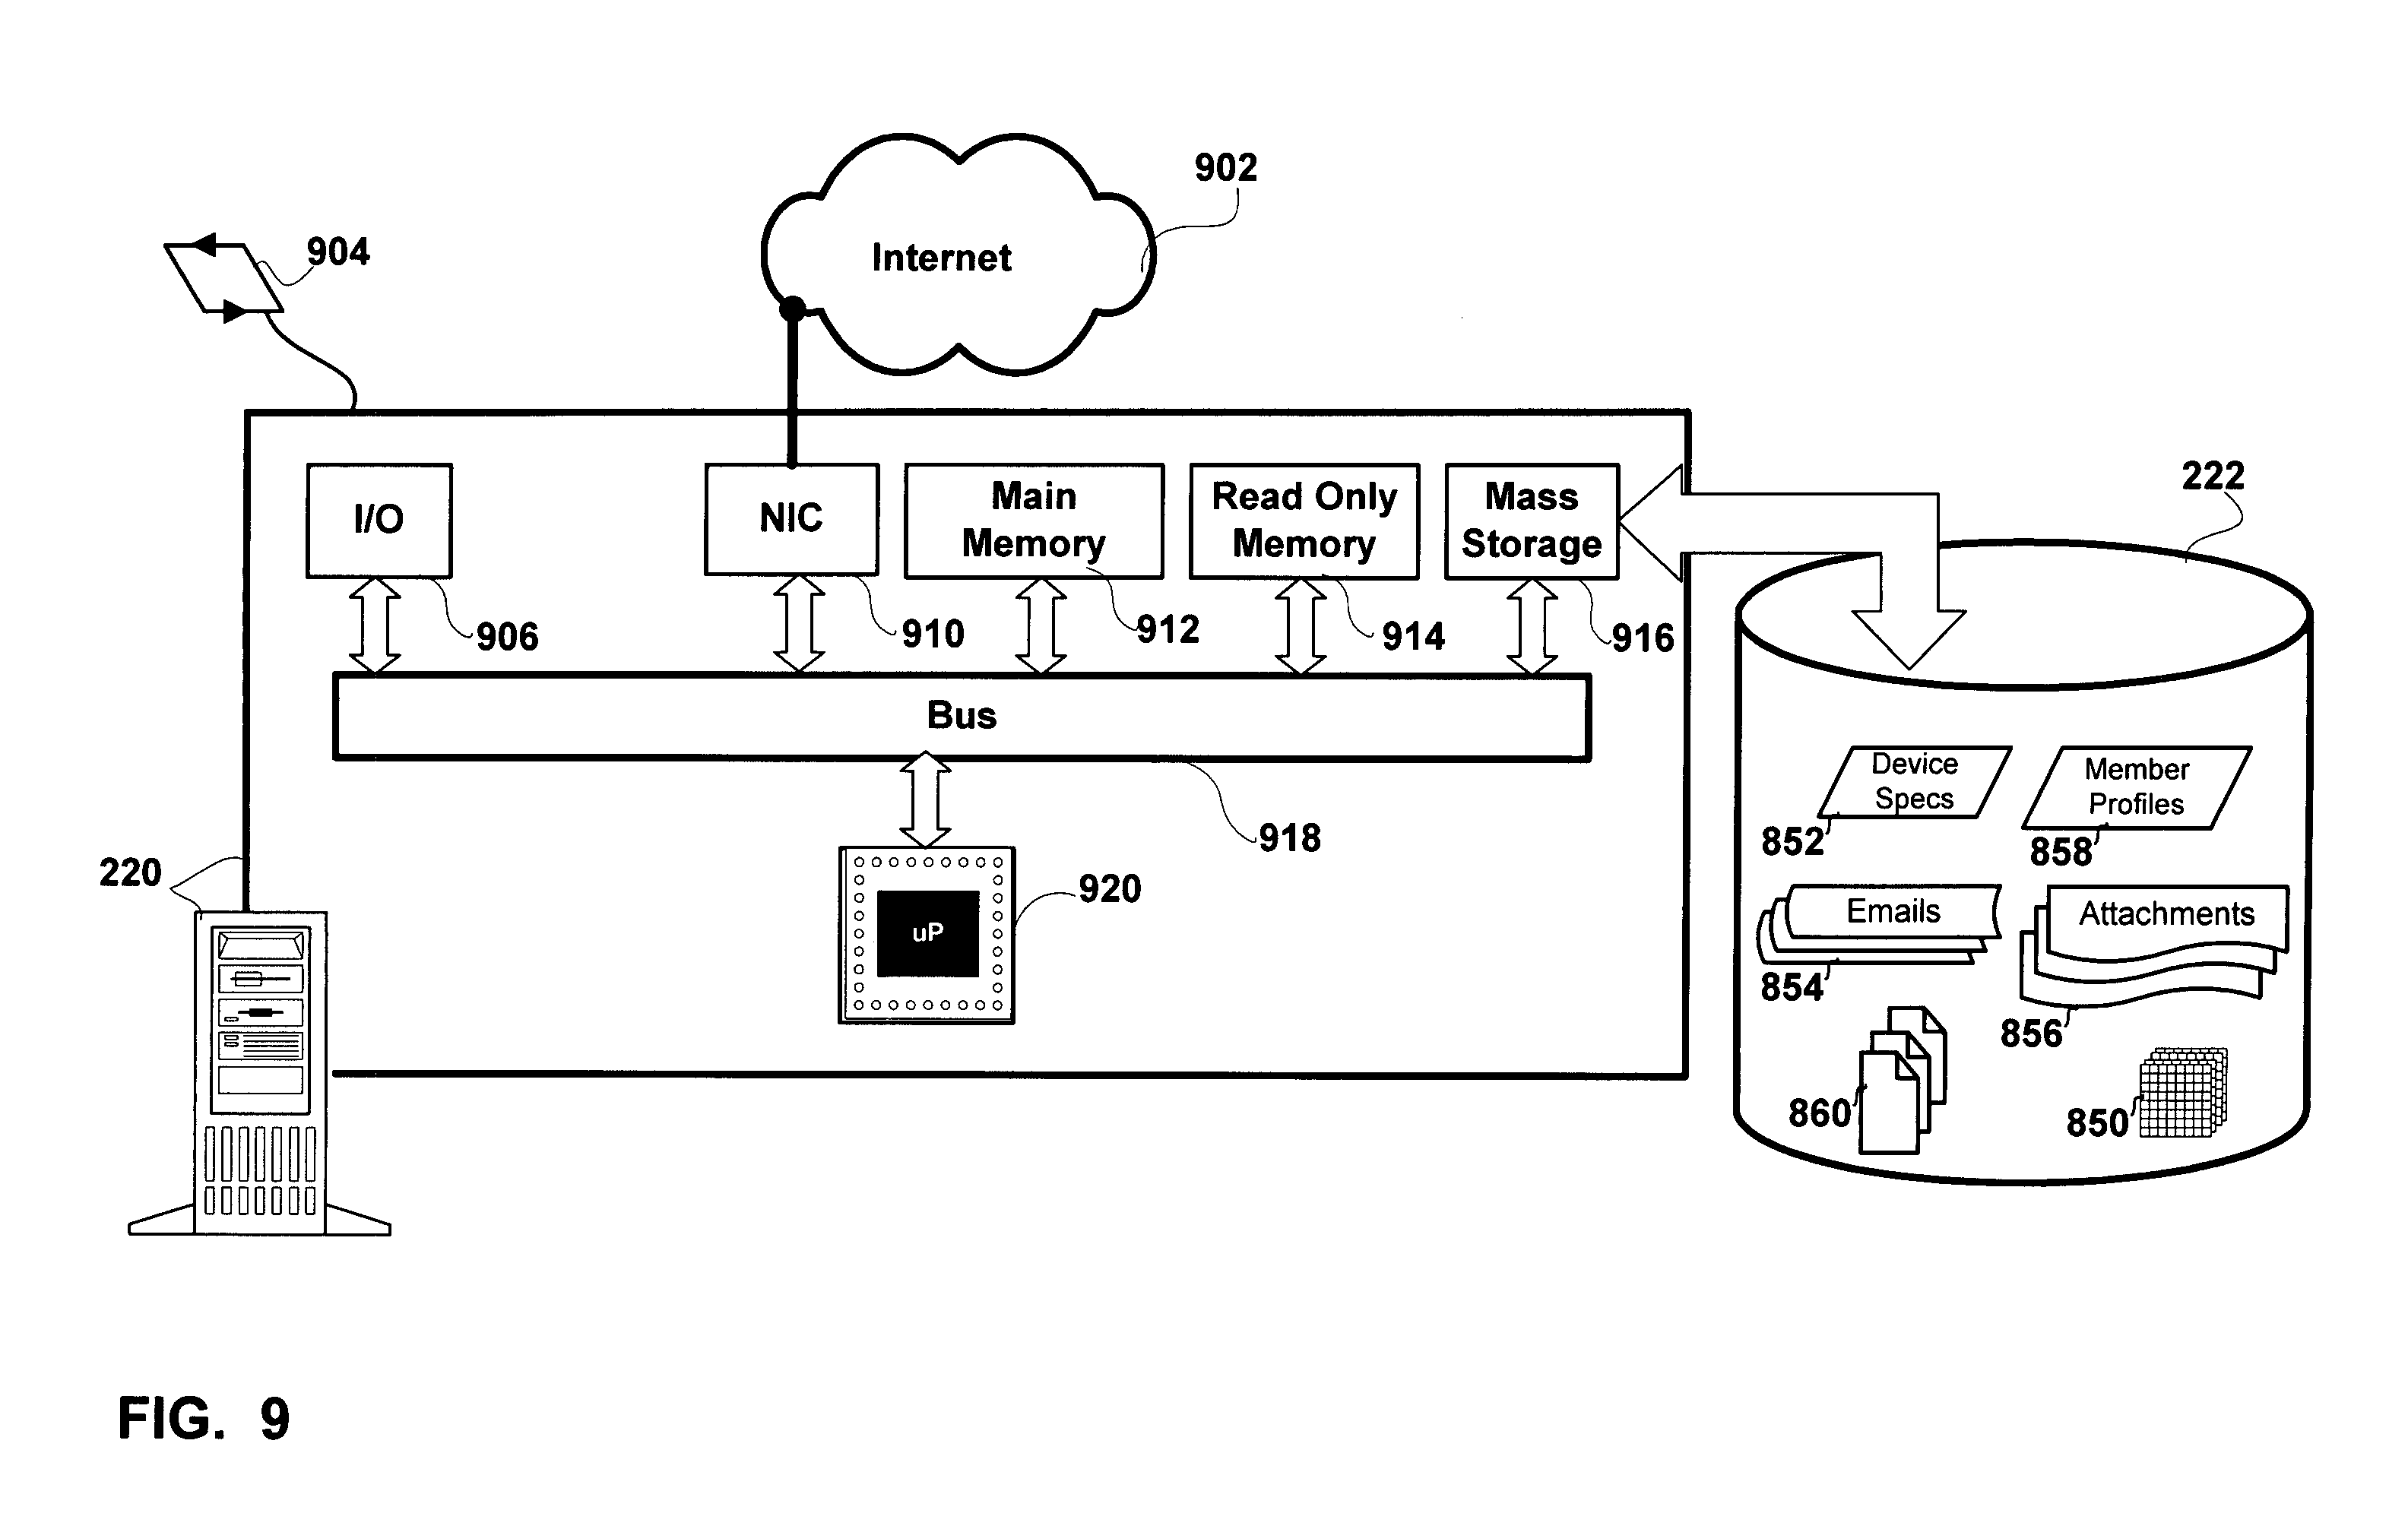 902
Internet
904
I/O
NIC
Main
Memory
Read Only
Memory
Mass
Storage
222
906
910
912
914
916
Bus
918
220
920
uP
Device
Specs
Member
Profiles
852
858
Emails
Attachments
854
856
860
850
FIG. 9